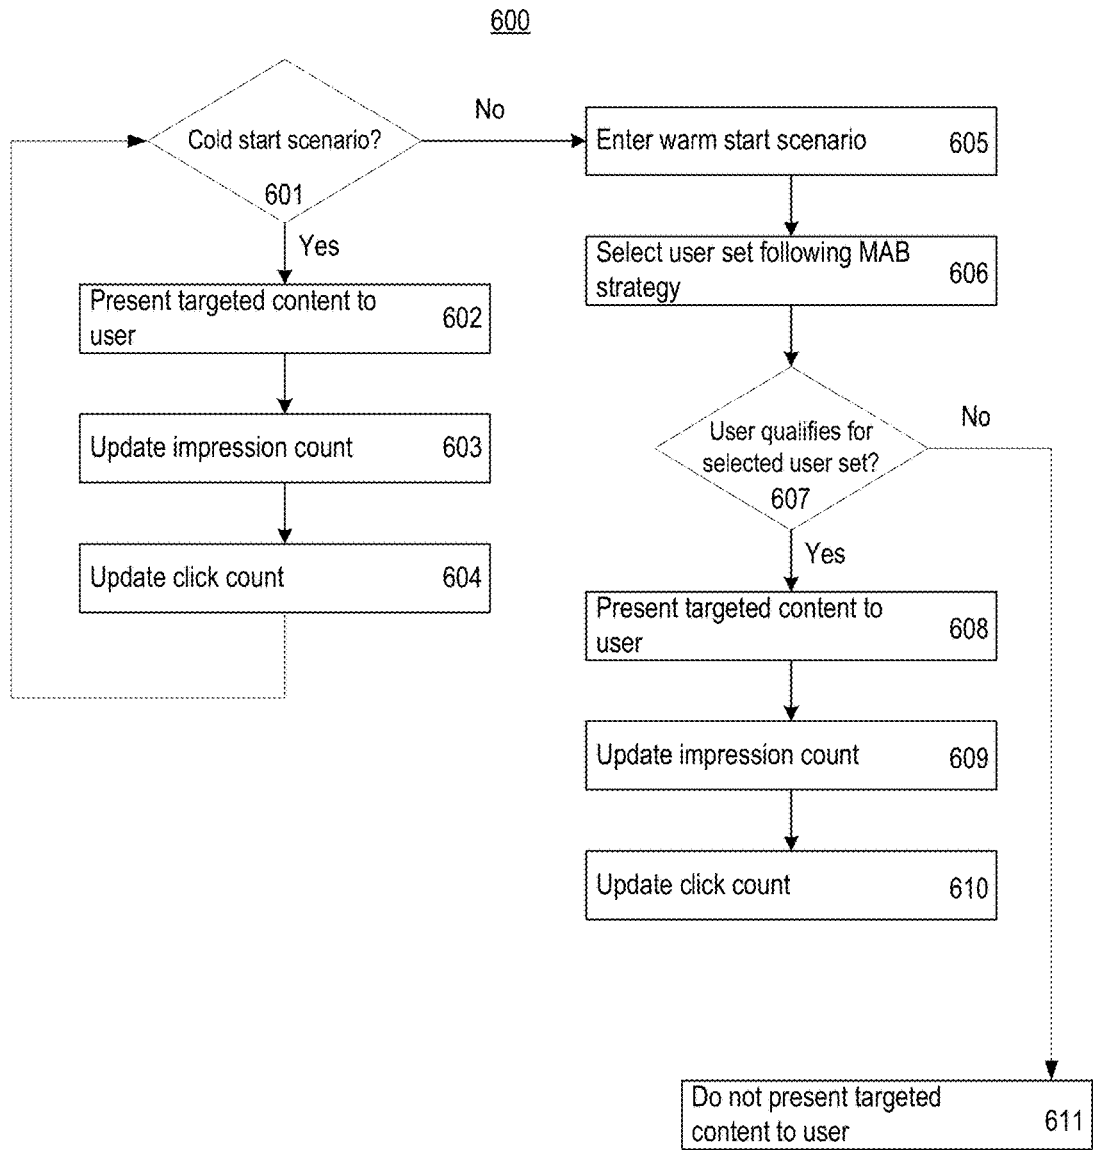 600
Cold start scenario?
601
Yes
No
Present targeted content to
user
602
Update impression count
603
Update click count
604
Enter warm start scenario
605
Select user set following MAB
strategy
606
User qualifies for
selected user set?
607
Yes
No
Present targeted content to
user
608
Update impression count
609
Update click count
610
Do not present targeted
content to user
611